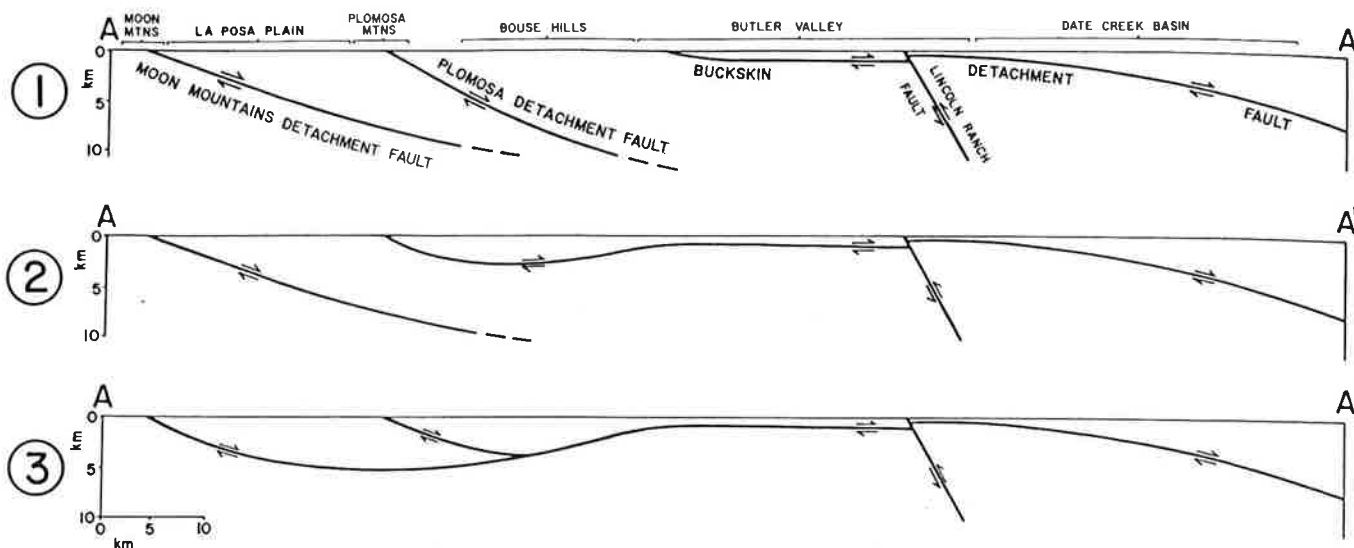 A MOON MTNS LA POSA PLAIN PLOMOSA MTNS BOUSE HILLS BUTLER VALLEY DATE CREEK BASIN A'
1
0
km
5
10
MOON MOUNTAINS DETACHMENT FAULT
PLOMOSA DETACHMENT FAULT
BUCKSKIN
LINCOLN RANCH
FAULT
DETACHMENT
FAULT
A A'
2
0
km
5
10
A A'
3
0
km
5
10
0 5 10
km